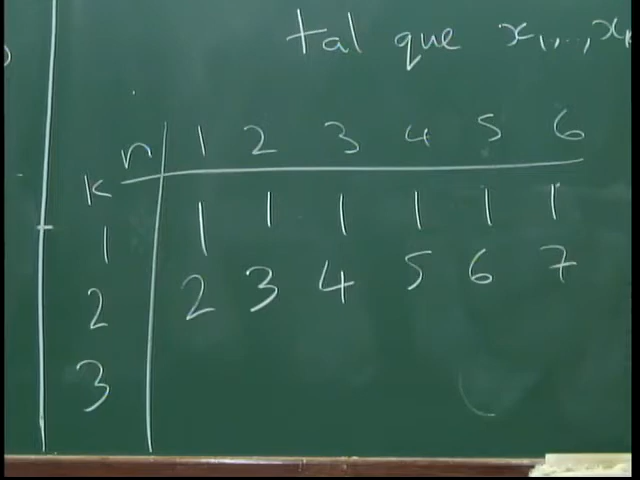 tal que x₁,...,x
n 1 2 3 4 5 6
k
1 1 1 1 1 1 1
2 2 3 4 5 6 7
3